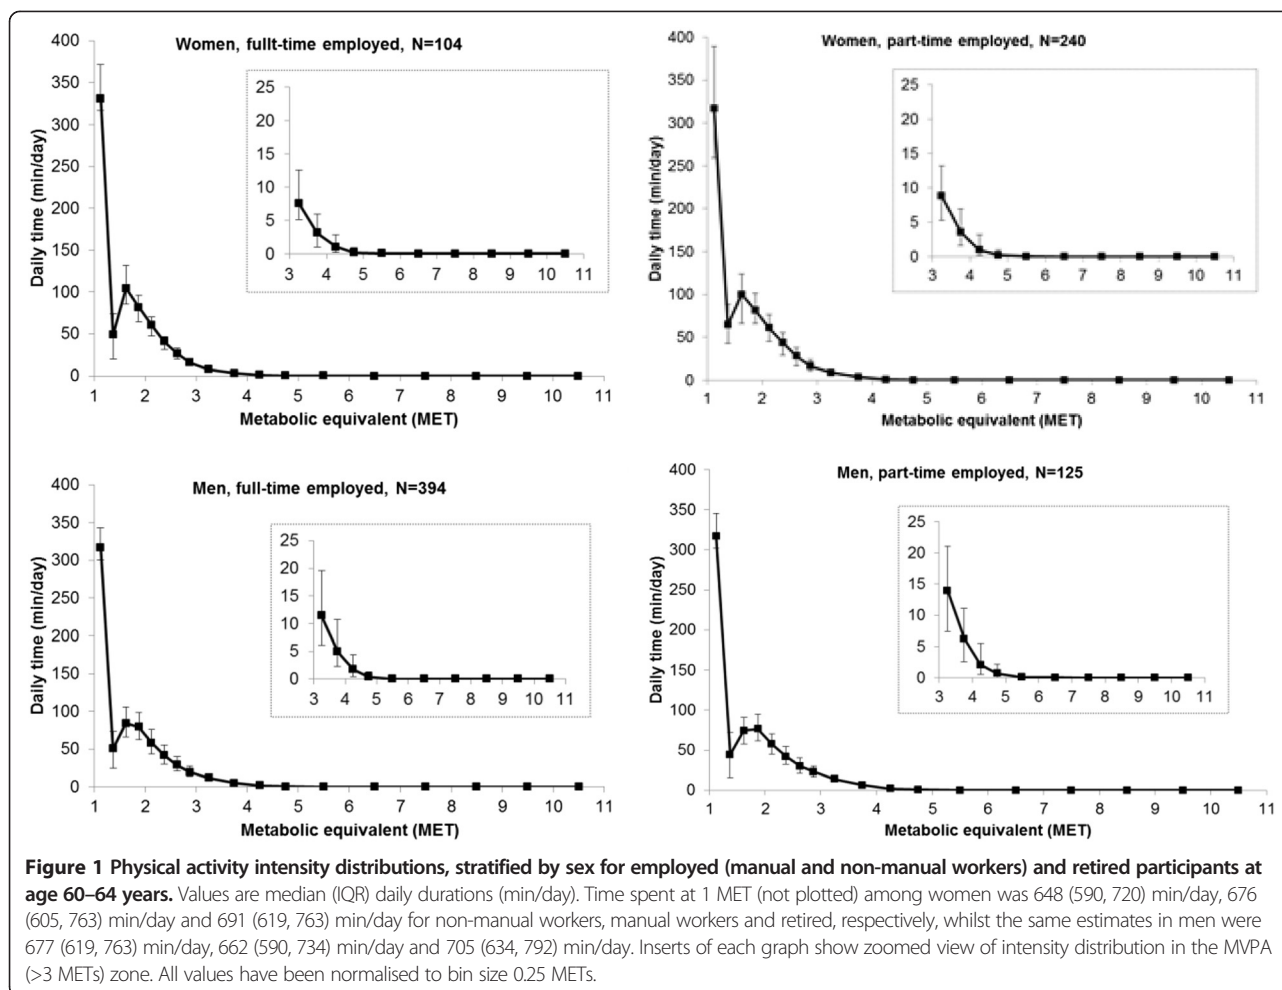 Women, fullt-time employed, N=104
400
350
300
250
200
150
100
50
0
Daily time (min/day)
25
20
15
10
5
0
3 4 5 6 7 8 9 10 11
1 2 3 4 5 6 7 8 9 10 11
Metabolic equivalent (MET)
Women, part-time employed, N=240
400
350
300
250
200
150
100
50
0
Daily time (min/day)
25
20
15
10
5
0
3 4 5 6 7 8 9 10 11
1 2 3 4 5 6 7 8 9 10 11
Metabolic equivalent (MET)
Men, full-time employed, N=394
400
350
300
250
200
150
100
50
0
Daily time (min/day)
25
20
15
10
5
0
3 4 5 6 7 8 9 10 11
1 2 3 4 5 6 7 8 9 10 11
Metabolic equivalent (MET)
Men, part-time employed, N=125
400
350
300
250
200
150
100
50
0
Daily time (min/day)
25
20
15
10
5
0
3 4 5 6 7 8 9 10 11
1 2 3 4 5 6 7 8 9 10 11
Metabolic equivalent (MET)
Figure 1 Physical activity intensity distributions, stratified by sex for employed (manual and non-manual workers) and retired participants at
age 60–64 years. Values are median (IQR) daily durations (min/day). Time spent at 1 MET (not plotted) among women was 648 (590, 720) min/day, 676
(605, 763) min/day and 691 (619, 763) min/day for non-manual workers, manual workers and retired, respectively, whilst the same estimates in men were
677 (619, 763) min/day, 662 (590, 734) min/day and 705 (634, 792) min/day. Inserts of each graph show zoomed view of intensity distribution in the MVPA
(>3 METs) zone. All values have been normalised to bin size 0.25 METs.